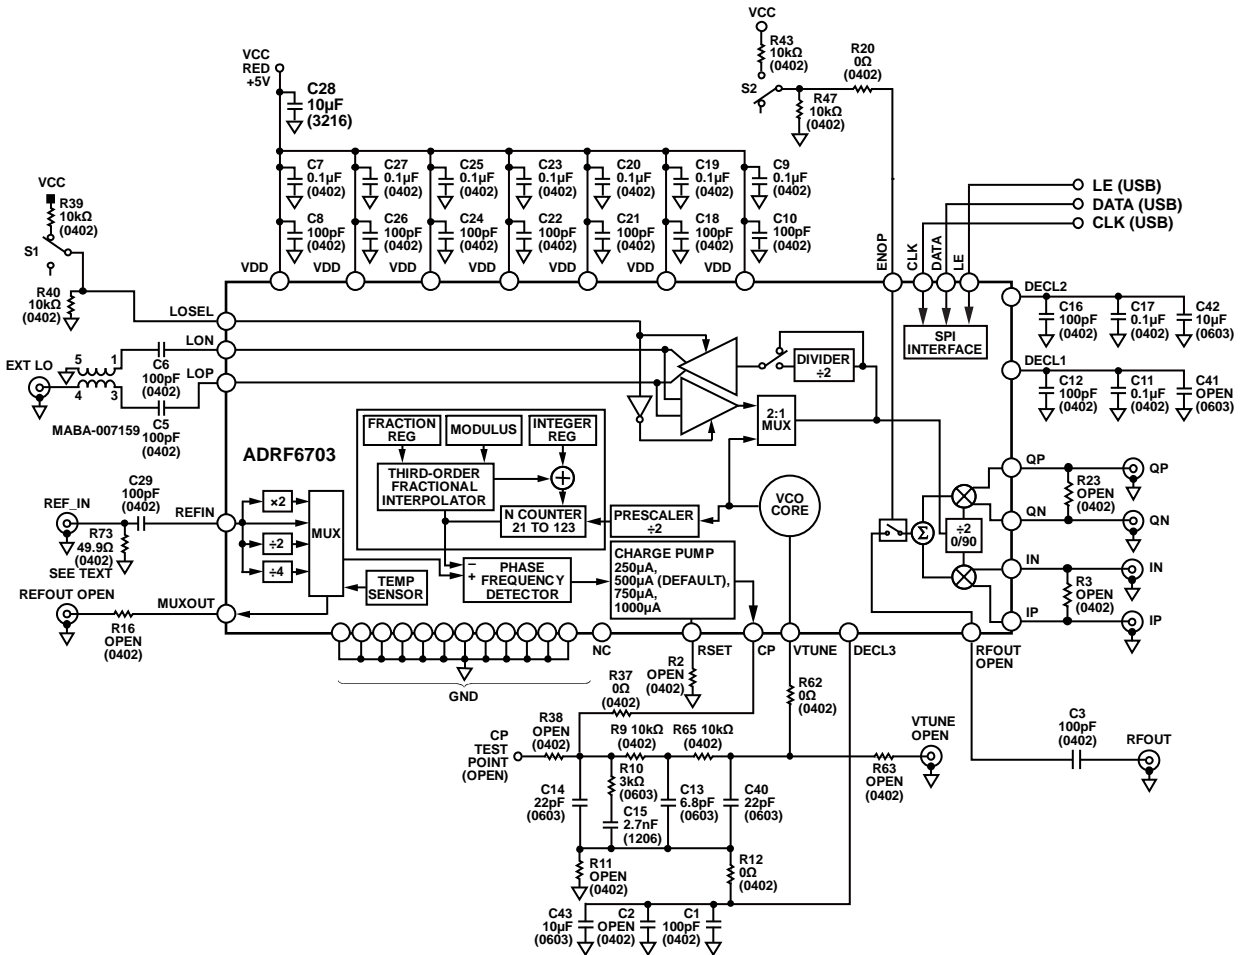 VCC
R43
10kΩ
(0402)
R20
0Ω
(0402)
S2
R47
10kΩ
(0402)
VCC
RED
+5V
C28
10µF
(3216)
C7
0.1µF
(0402)
C27
0.1µF
(0402)
C25
0.1µF
(0402)
C23
0.1µF
(0402)
C20
0.1µF
(0402)
C19
0.1µF
(0402)
C9
0.1µF
(0402)
C8
100pF
(0402)
C26
100pF
(0402)
C24
100pF
(0402)
C22
100pF
(0402)
C21
100pF
(0402)
C18
100pF
(0402)
C10
100pF
(0402)
VCC
R39
10kΩ
(0402)
S1
R40
10kΩ
(0402)
LE (USB)
DATA (USB)
CLK (USB)
VDD
VDD
VDD
VDD
VDD
VDD
VDD
ENOP
CLK
DATA
LE
LOSEL
LON
LOP
EXT LO
5
1
4
3
C6
100pF
(0402)
C5
100pF
(0402)
MABA-007159
SPI
INTERFACE
DECL2
C16
100pF
(0402)
C17
0.1µF
(0402)
C42
10µF
(0603)
DECL1
C12
100pF
(0402)
C11
0.1µF
(0402)
C41
OPEN
(0603)
DIVIDER
÷2
2:1
MUX
ADRF6703
FRACTION
REG
MODULUS
INTEGER
REG
THIRD-ORDER
FRACTIONAL
INTERPOLATOR
+
N COUNTER
21 TO 123
PRESCALER
÷2
VCO
CORE
REF_IN
C29
100pF
(0402)
REFIN
R73
49.9Ω
(0402)
SEE TEXT
×2
÷2
÷4
MUX
TEMP
SENSOR
−
+
PHASE
FREQUENCY
DETECTOR
CHARGE PUMP
250µA,
500µA (DEFAULT),
750µA,
1000µA
Σ
÷2
0/90
QP
R23
OPEN
(0402)
QP
QN
QN
IN
R3
OPEN
(0402)
IN
IP
IP
REFOUT OPEN
MUXOUT
R16
OPEN
(0402)
GND
NC
RSET
CP
VTUNE
DECL3
RFOUT
OPEN
R2
OPEN
(0402)
R37
0Ω
(0402)
R62
0Ω
(0402)
R38
OPEN
(0402)
R9 10kΩ
(0402)
R65 10kΩ
(0402)
CP
TEST
POINT
(OPEN)
R10
3kΩ
(0603)
C14
22pF
(0603)
C15
2.7nF
(1206)
C13
6.8pF
(0603)
C40
22pF
(0603)
R63
OPEN
(0402)
VTUNE
OPEN
C3
100pF
(0402)
RFOUT
R11
OPEN
(0402)
R12
0Ω
(0402)
C43
10µF
(0603)
C2
OPEN
(0402)
C1
100pF
(0402)